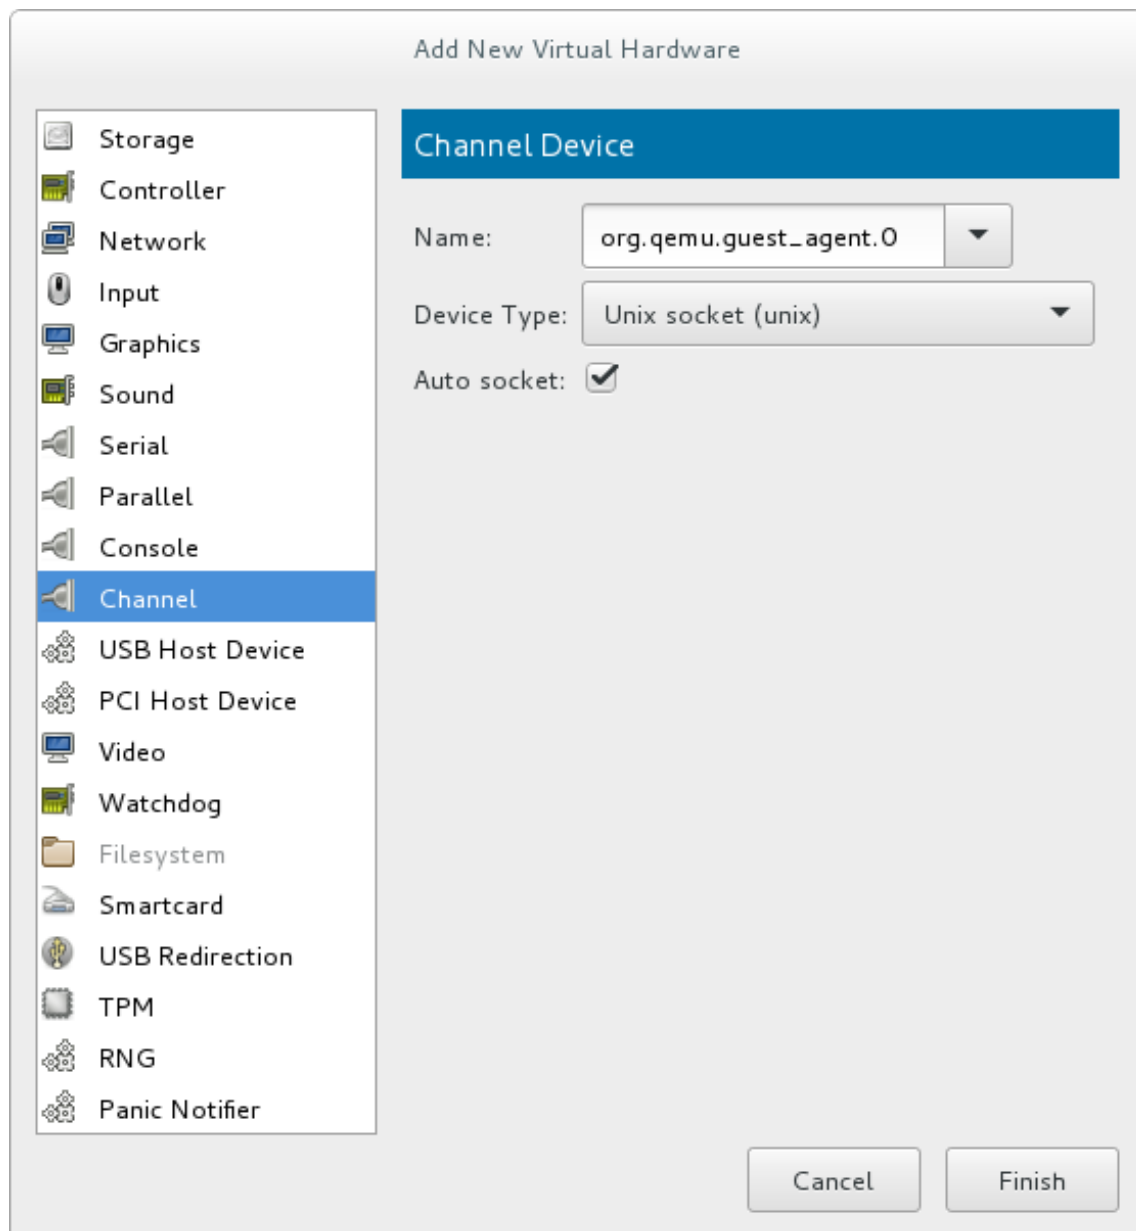 Add New Virtual Hardware
Storage
Controller
Network
Input
Graphics
Sound
Serial
Parallel
Console
Channel
USB Host Device
PCI Host Device
Video
Watchdog
Filesystem
Smartcard
USB Redirection
TPM
RNG
Panic Notifier
Channel Device
Name: org.qemu.guest_agent.0
Device Type: Unix socket (unix)
Auto socket:
Cancel Finish